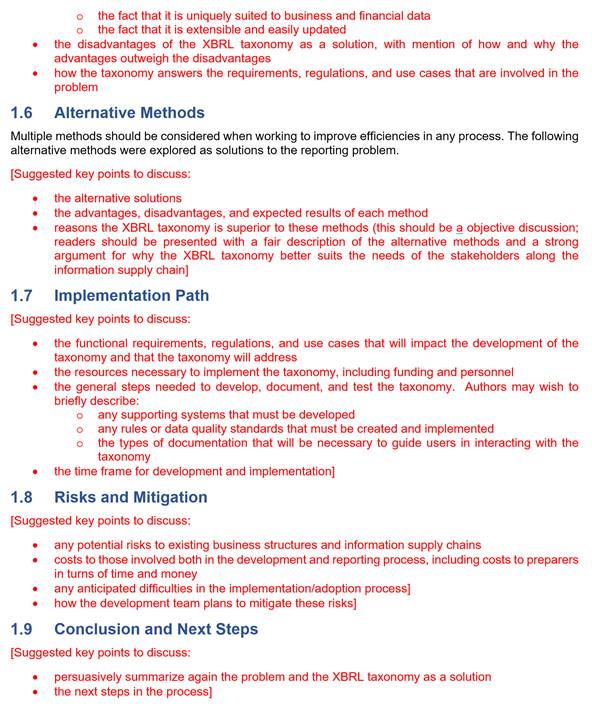 o the fact that it is uniquely suited to business and financial data
o the fact that it is extensible and easily updated
• the disadvantages of the XBRL taxonomy as a solution, with mention of how and why the
advantages outweigh the disadvantages
• how the taxonomy answers the requirements, regulations, and use cases that are involved in the
problem
1.6 Alternative Methods
Multiple methods should be considered when working to improve efficiencies in any process. The following
alternative methods were explored as solutions to the reporting problem.
[Suggested key points to discuss:
• the alternative solutions
• the advantages, disadvantages, and expected results of each method
• reasons the XBRL taxonomy is superior to these methods (this should be a objective discussion;
readers should be presented with a fair description of the alternative methods and a strong
argument for why the XBRL taxonomy better suits the needs of the stakeholders along the
information supply chain]
1.7 Implementation Path
[Suggested key points to discuss:
• the functional requirements, regulations, and use cases that will impact the development of the
taxonomy and that the taxonomy will address
• the resources necessary to implement the taxonomy, including funding and personnel
• the general steps needed to develop, document, and test the taxonomy. Authors may wish to
briefly describe:
o any supporting systems that must be developed
o any rules or data quality standards that must be created and implemented
o the types of documentation that will be necessary to guide users in interacting with the
taxonomy
• the time frame for development and implementation]
1.8 Risks and Mitigation
[Suggested key points to discuss:
• any potential risks to existing business structures and information supply chains
• costs to those involved both in the development and reporting process, including costs to preparers
in turns of time and money
• any anticipated difficulties in the implementation/adoption process]
• how the development team plans to mitigate these risks]
1.9 Conclusion and Next Steps
[Suggested key points to discuss:
• persuasively summarize again the problem and the XBRL taxonomy as a solution
• the next steps in the process]